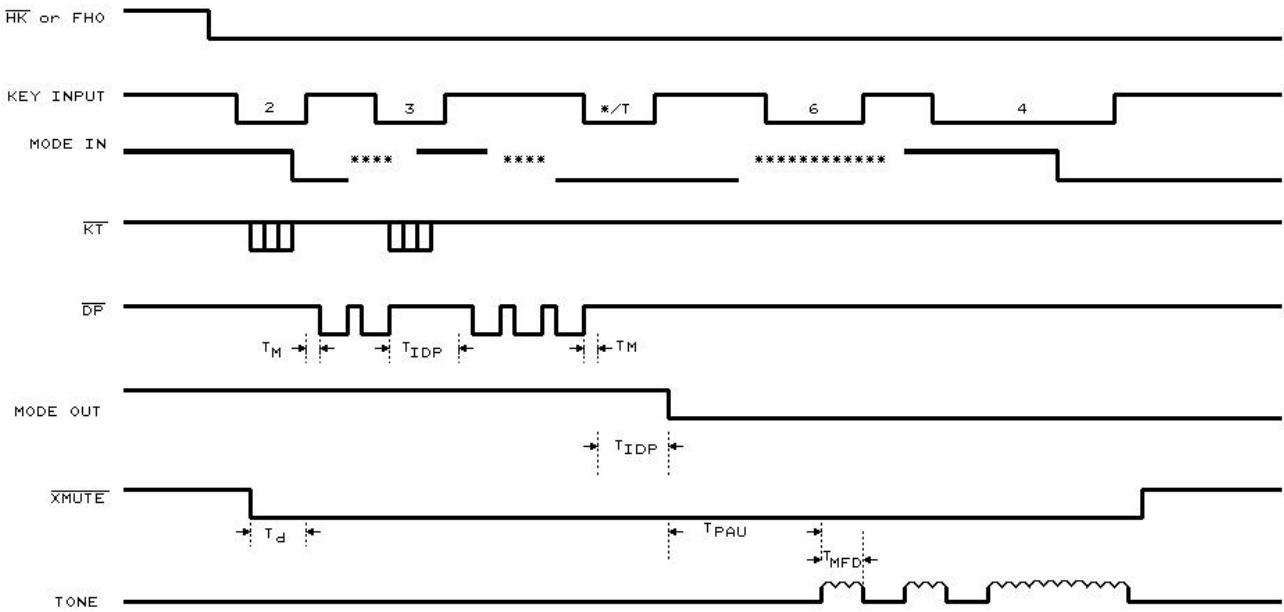 HK or FHO
KEY INPUT 2 3 */T 6 4
MODE IN **** **** ************
KT
DP
TM TIDP TM
MODE OUT
TIDP
XMUTE
Td TPAU
TMFD
TONE